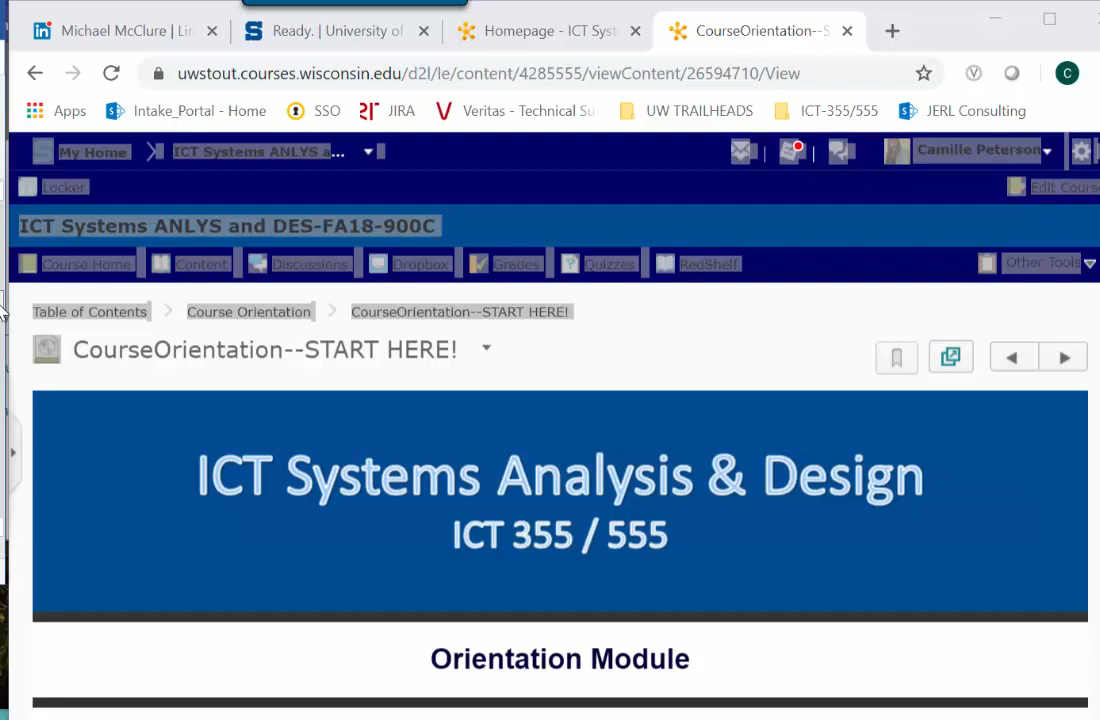 Michael McClure | Lin
Ready. | University of
Homepage - ICT Syst
CourseOrientation--S
uwstout.courses.wisconsin.edu/d2l/le/content/4285555/viewContent/26594710/View
C
Apps Intake_Portal - Home SSO JIRA Veritas - Technical Su UW TRAILHEADS ICT-355/555 JERL Consulting
My Home ICT Systems ANLYS a... Camille Peterson
Locker Edit Cours
ICT Systems ANLYS and DES-FA18-900C
Course Home Content Discussions Dropbox Grades Quizzes RedShelf Other Tools
Table of Contents Course Orientation CourseOrientation--START HERE!
CourseOrientation--START HERE!
ICT Systems Analysis & Design
ICT 355 / 555
Orientation Module